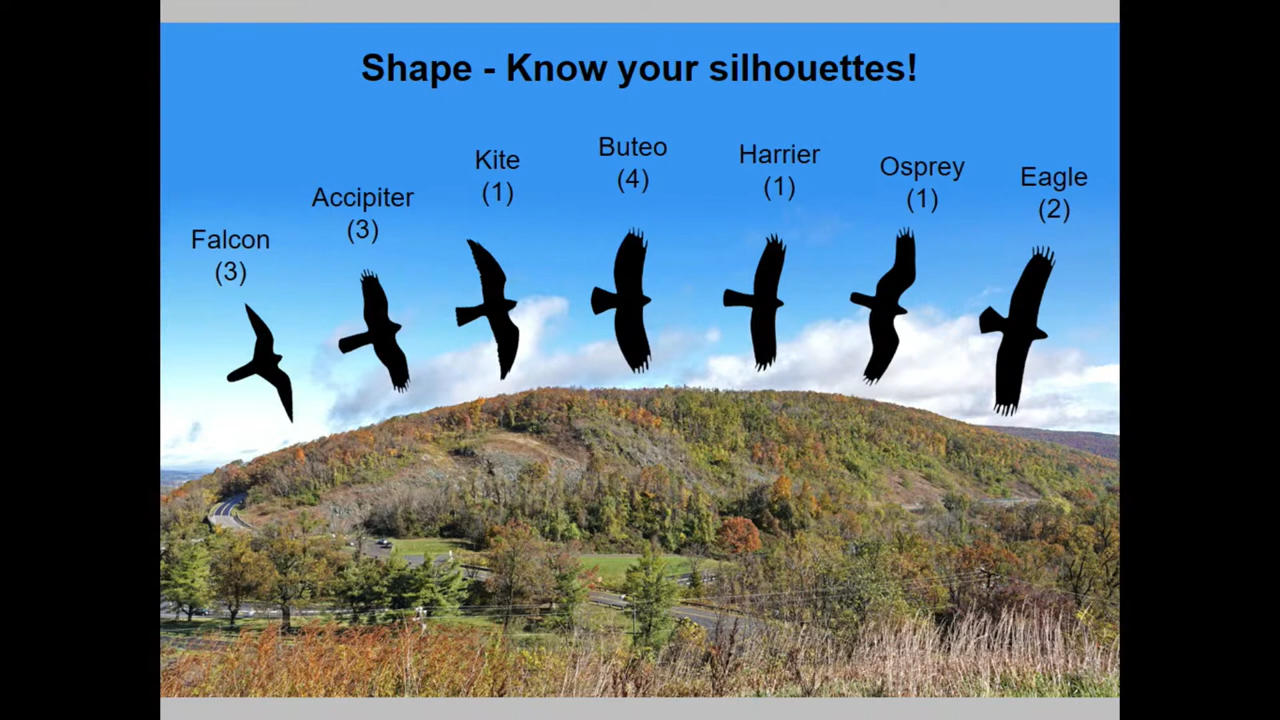 Shape - Know your silhouettes!
Falcon
(3)
Accipiter
(3)
Kite
(1)
Buteo
(4)
Harrier
(1)
Osprey
(1)
Eagle
(2)